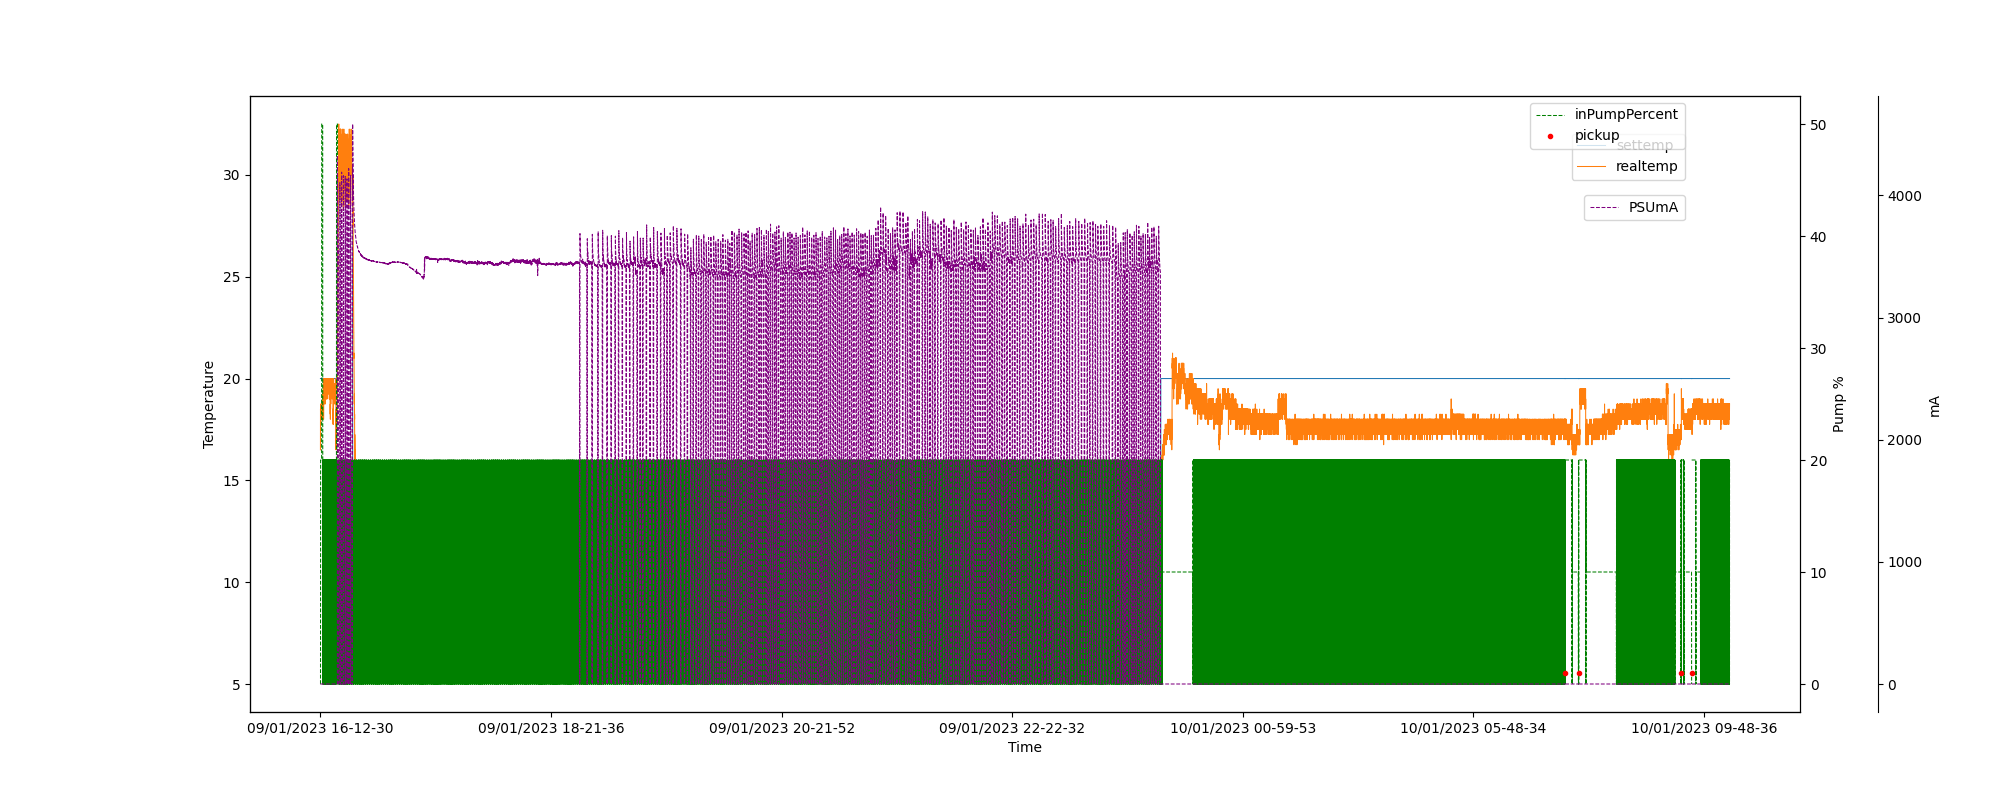 inPumpPercent
pickup
settemp
realtemp
PSUmA
Temperature
30
25
20
15
10
5
50
40
30
20
10
0
Pump %
4000
3000
2000
1000
0
mA
09/01/2023 16-12-30
09/01/2023 18-21-36
09/01/2023 20-21-52
09/01/2023 22-22-32
10/01/2023 00-59-53
10/01/2023 05-48-34
10/01/2023 09-48-36
Time